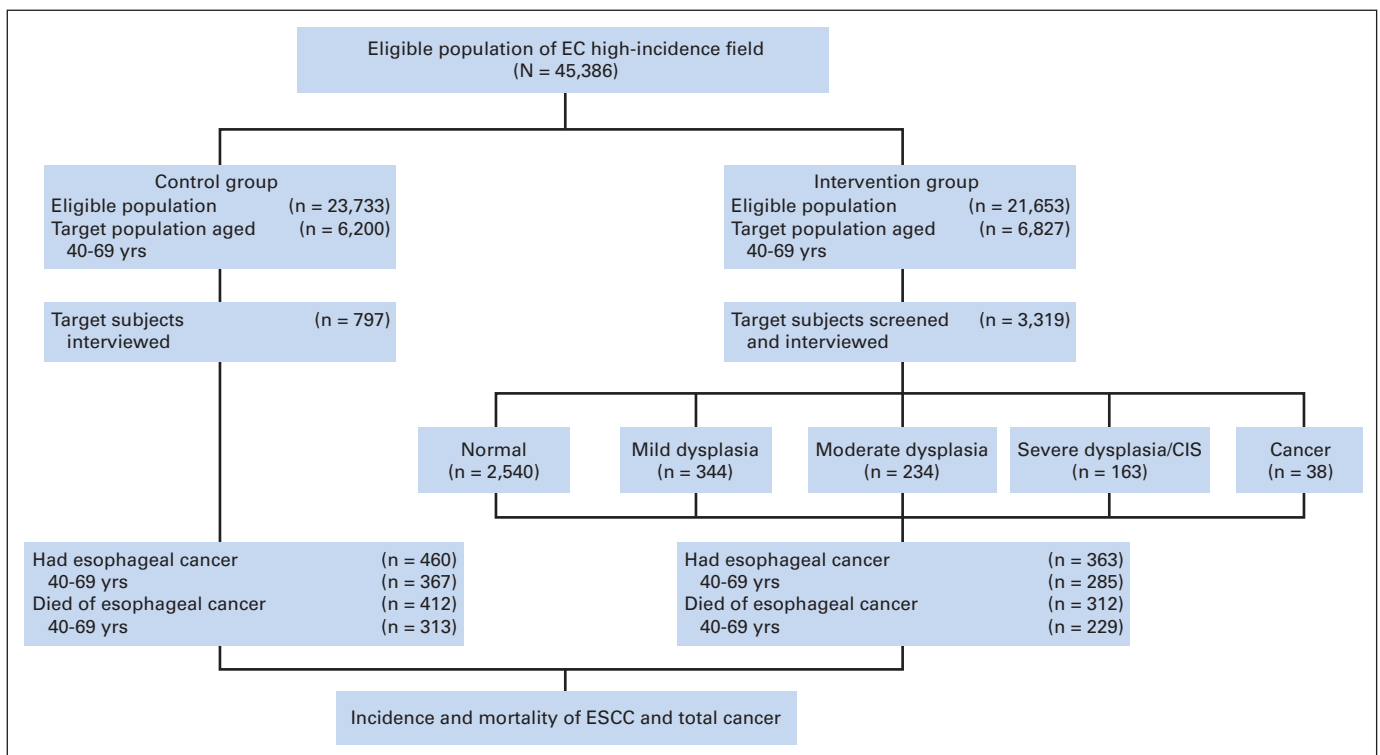 Eligible population of EC high-incidence field
(N = 45,386)
Control group
Eligible population (n = 23,733)
Target population aged (n = 6,200)
40-69 yrs
Intervention group
Eligible population (n = 21,653)
Target population aged (n = 6,827)
40-69 yrs
Target subjects (n = 797)
interviewed
Target subjects screened (n = 3,319)
and interviewed
Normal
(n = 2,540)
Mild dysplasia
(n = 344)
Moderate dysplasia
(n = 234)
Severe dysplasia/CIS
(n = 163)
Cancer
(n = 38)
Had esophageal cancer (n = 460)
40-69 yrs (n = 367)
Died of esophageal cancer (n = 412)
40-69 yrs (n = 313)
Had esophageal cancer (n = 363)
40-69 yrs (n = 285)
Died of esophageal cancer (n = 312)
40-69 yrs (n = 229)
Incidence and mortality of ESCC and total cancer